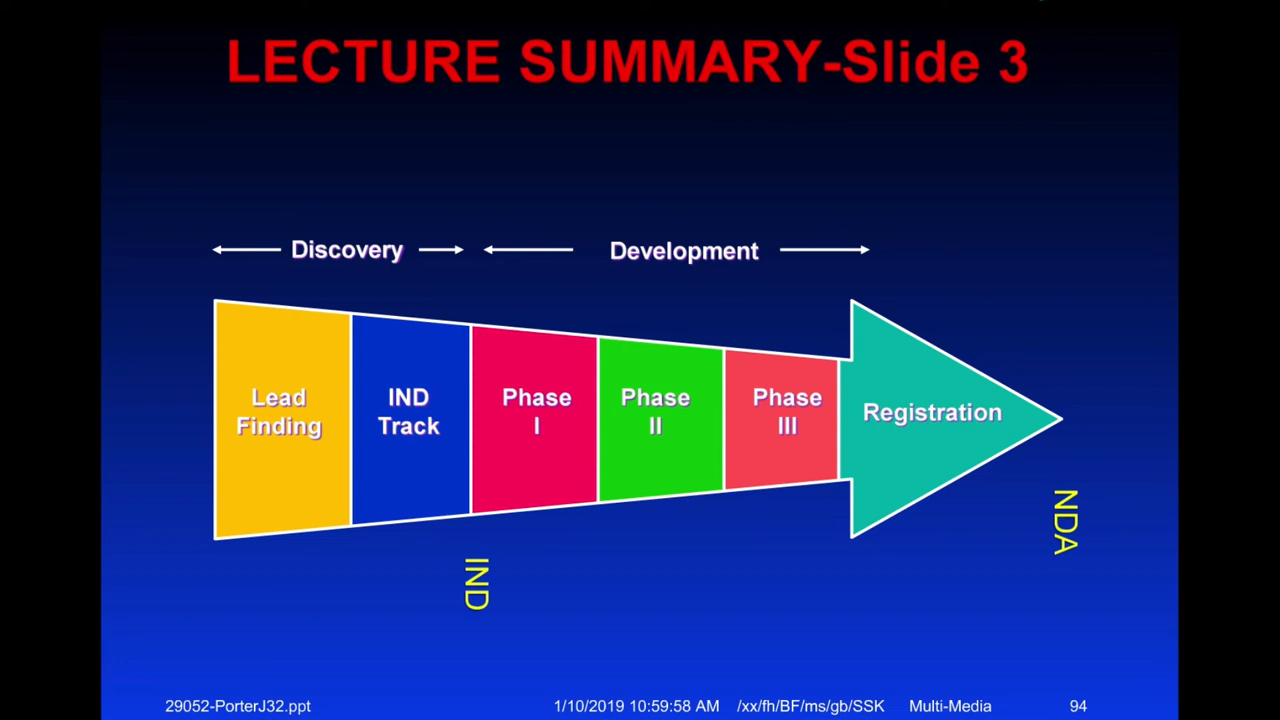 LECTURE SUMMARY-Slide 3
Discovery
Development
Lead
Finding
IND
Track
Phase
I
Phase
II
Phase
III
Registration
IND
NDA
29052-PorterJ32.ppt
1/10/2019 10:59:58 AM /xx/fh/BF/ms/gb/SSK Multi-Media
94